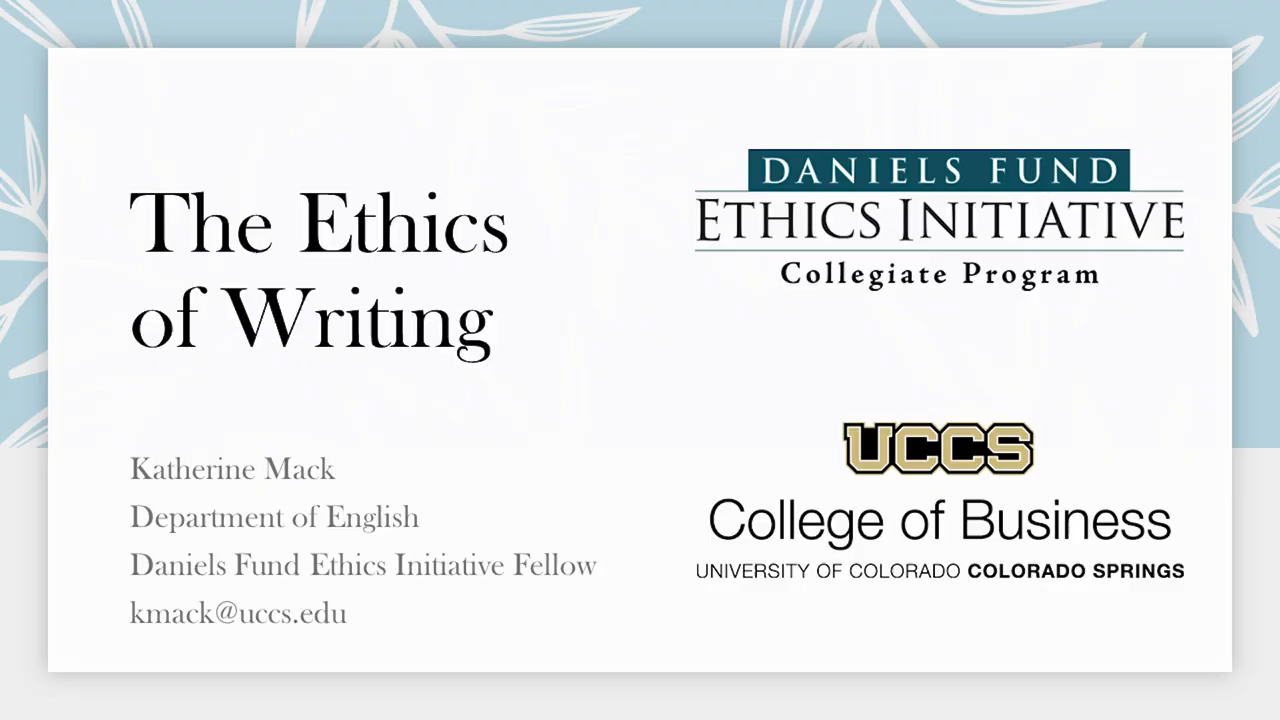 The Ethics
of Writing
Katherine Mack
Department of English
Daniels Fund Ethics Initiative Fellow
kmack@uccs.edu
DANIELS FUND
ETHICS INITIATIVE
Collegiate Program
UCCS
College of Business
UNIVERSITY OF COLORADO COLORADO SPRINGS